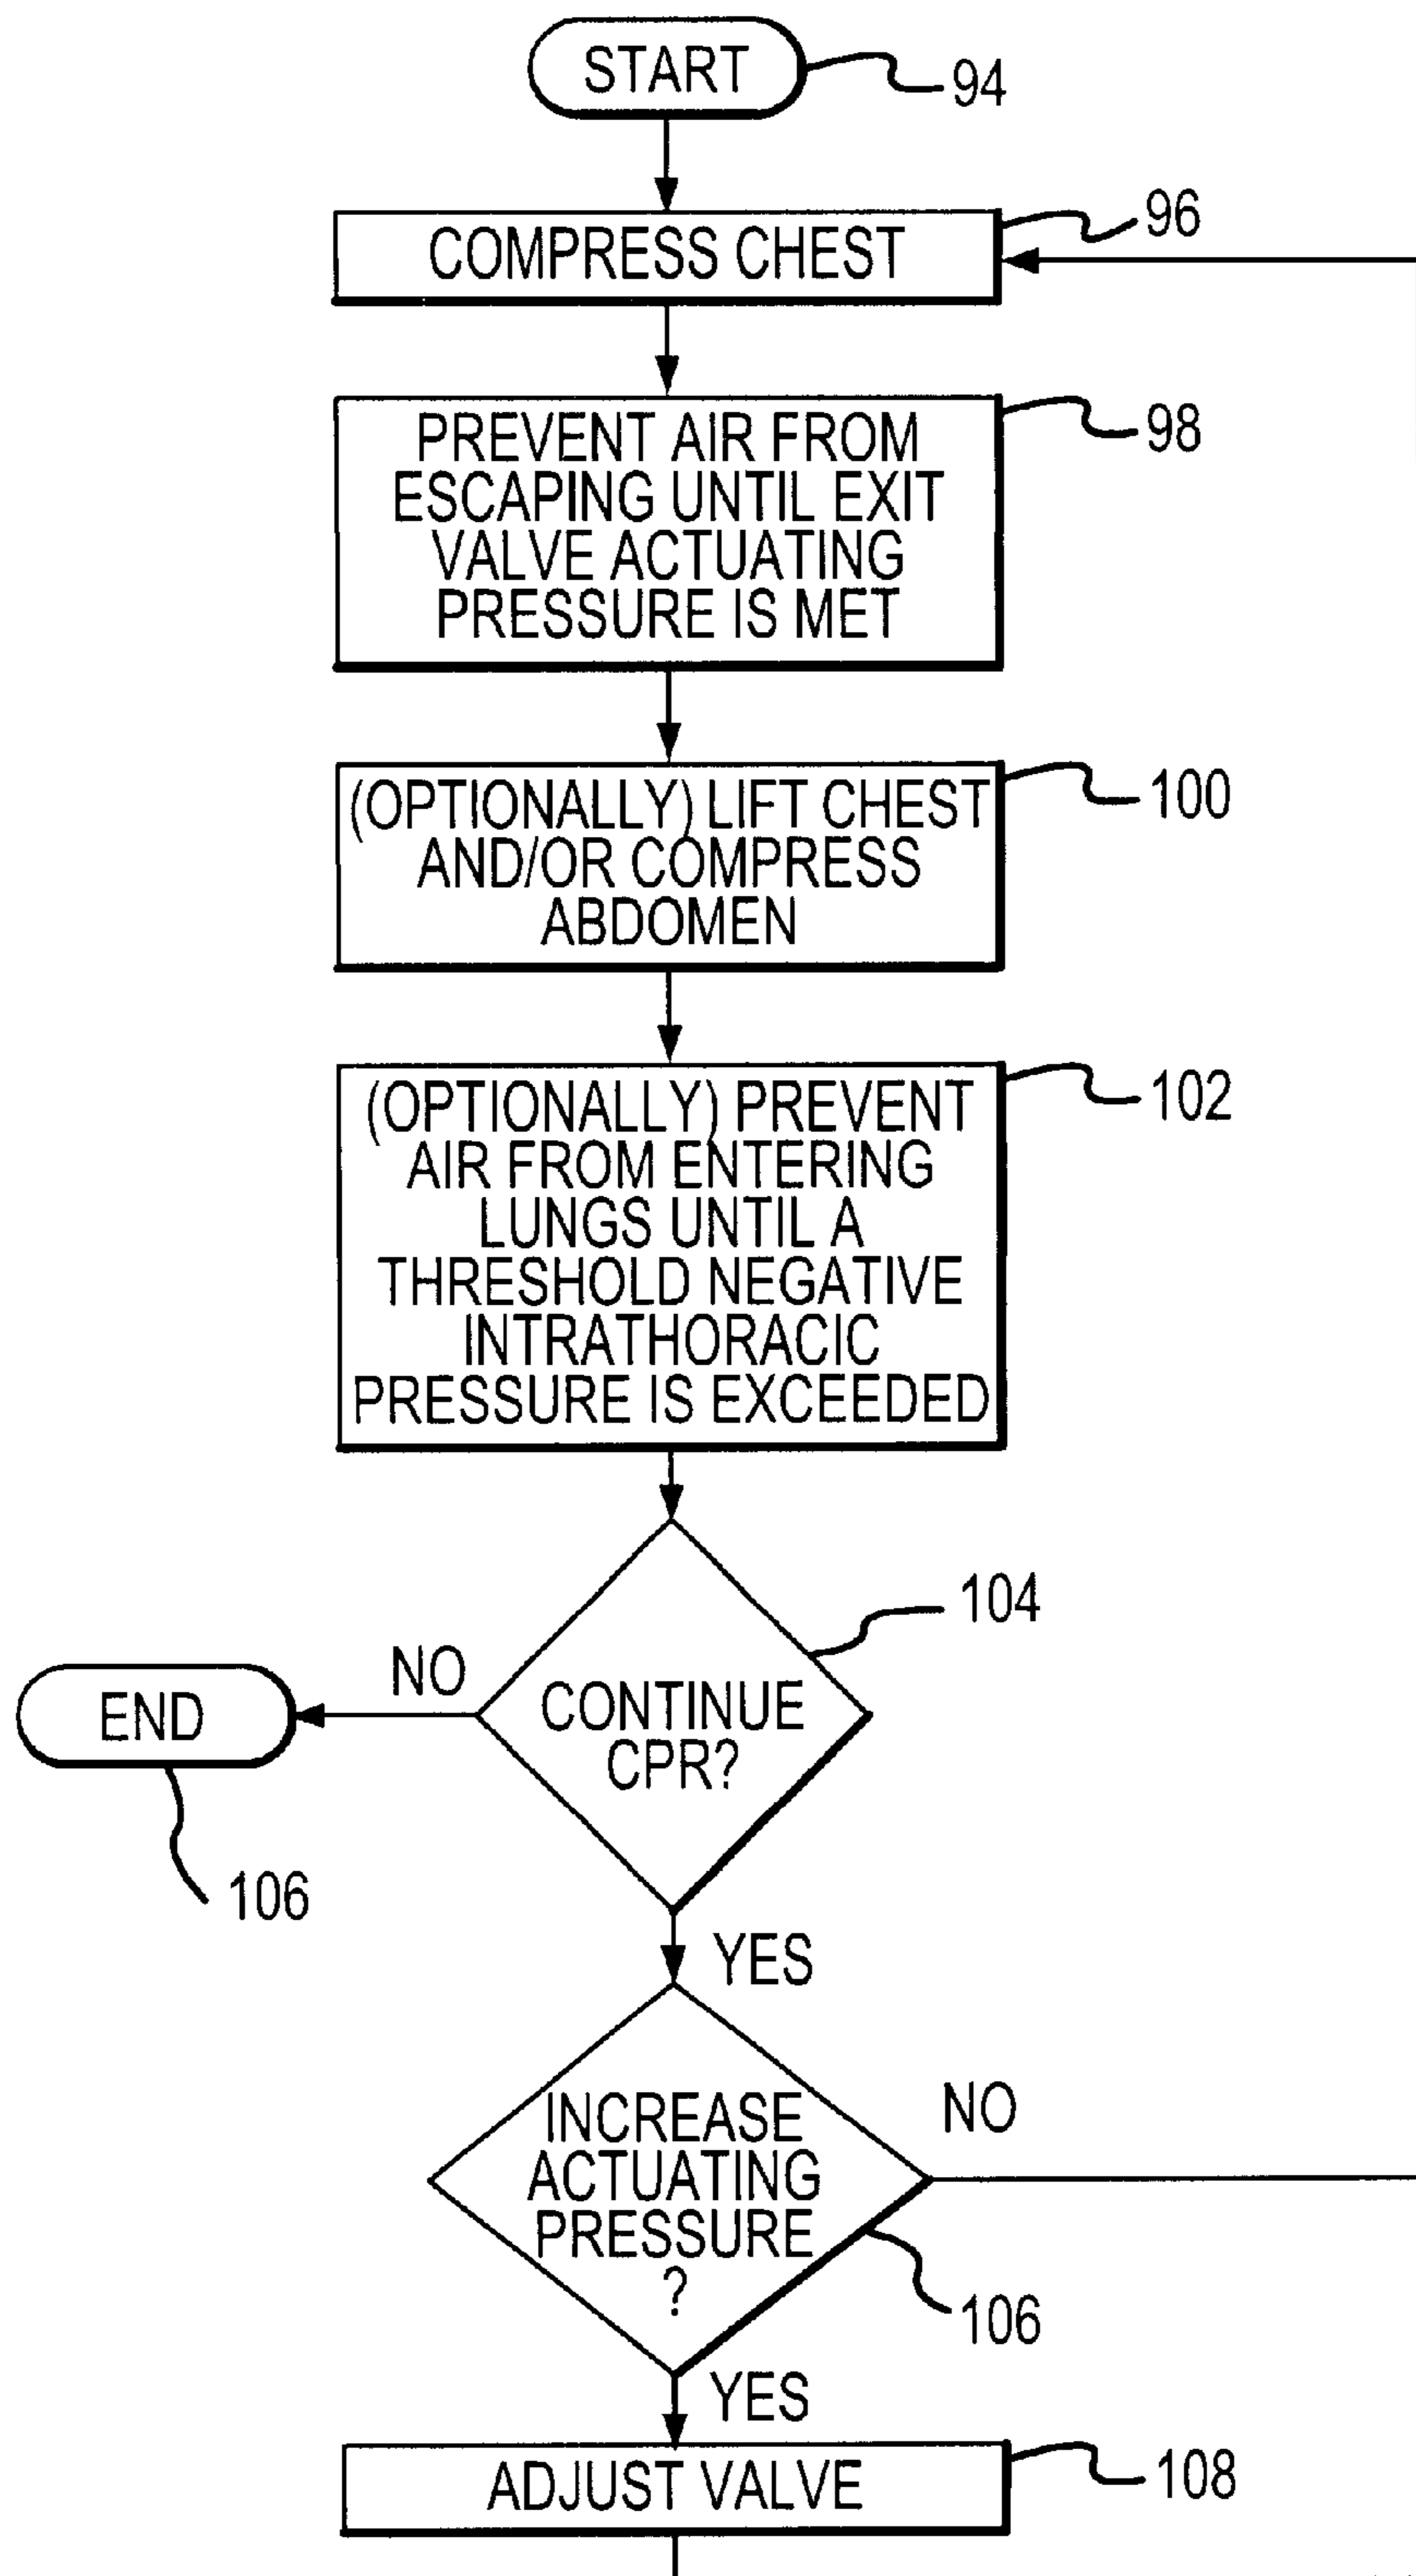 START
94
COMPRESS CHEST
96
PREVENT AIR FROM
ESCAPING UNTIL EXIT
VALVE ACTUATING
PRESSURE IS MET
98
(OPTIONALLY) LIFT CHEST
AND/OR COMPRESS
ABDOMEN
100
(OPTIONALLY) PREVENT
AIR FROM ENTERING
LUNGS UNTIL A
THRESHOLD NEGATIVE
INTRATHORACIC
PRESSURE IS EXCEEDED
102
CONTINUE
CPR?
104
NO
END
106
YES
INCREASE
ACTUATING
PRESSURE
?
NO
106
YES
ADJUST VALVE
108